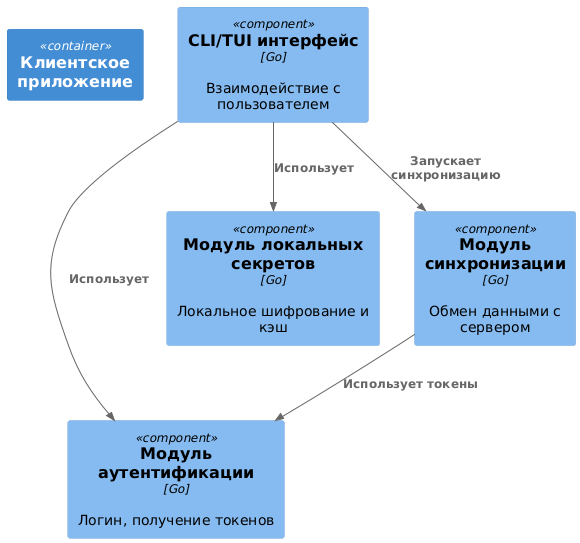 «container»
Клиентское
приложение
«component»
CLI/TUI интерфейс
[Go]
Взаимодействие с
пользователем
Использует
Запускает
синхронизацию
«component»
Модуль локальных
секретов
[Go]
Локальное шифрование и
кэш
«component»
Модуль
синхронизации
[Go]
Обмен данными с
сервером
Использует
Использует токены
«component»
Модуль
аутентификации
[Go]
Логин, получение токенов